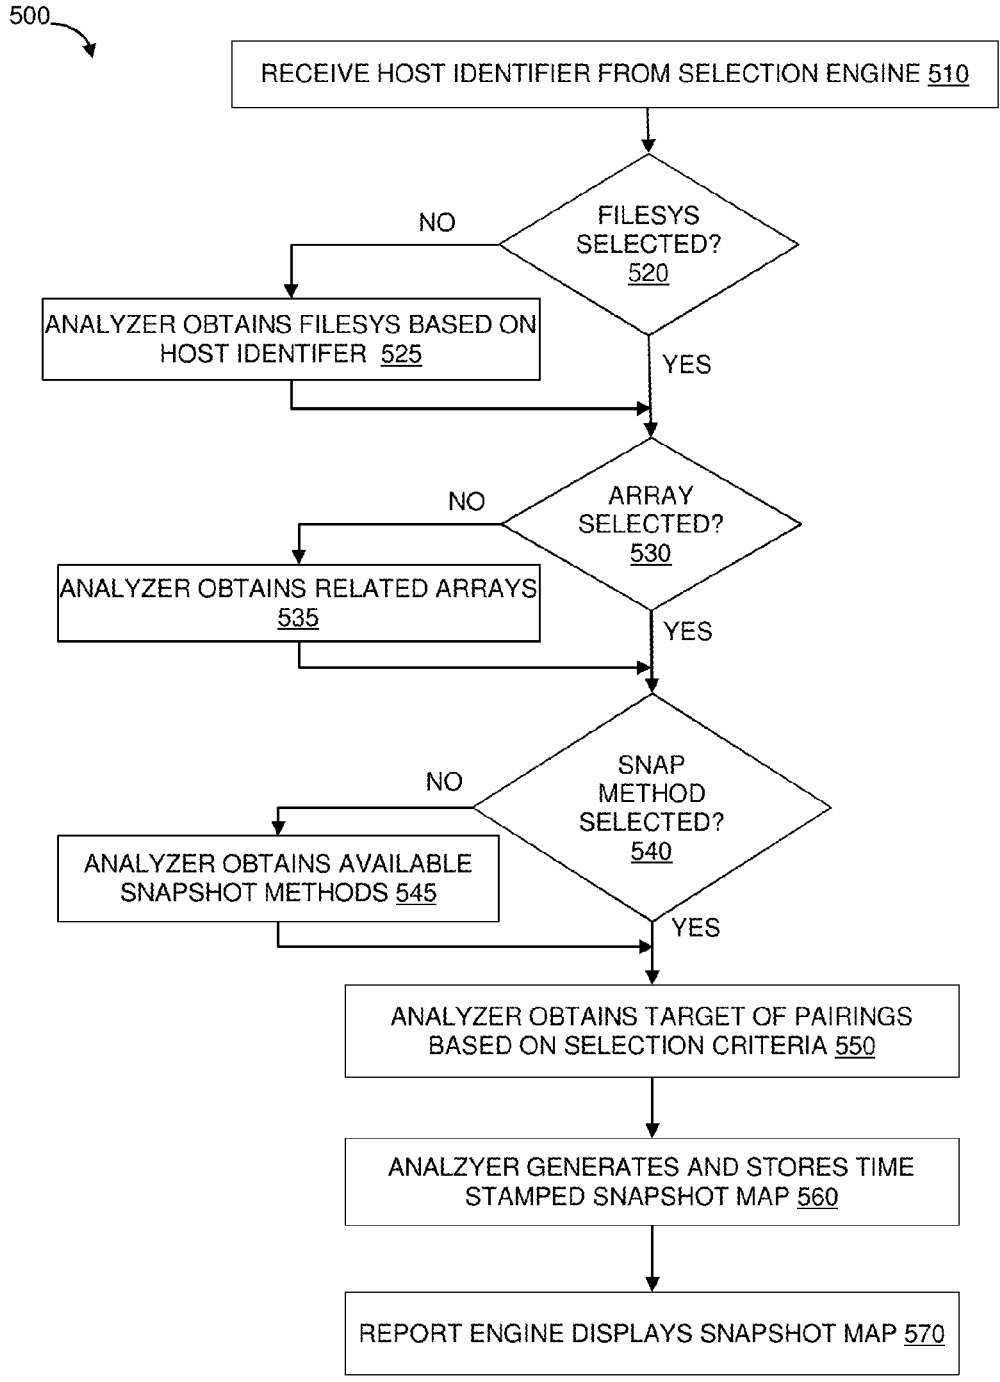 500
RECEIVE HOST IDENTIFIER FROM SELECTION ENGINE 510
FILESYS
SELECTED?
520
NO
YES
ANALYZER OBTAINS FILESYS BASED ON
HOST IDENTIFER 525
ARRAY
SELECTED?
530
NO
YES
ANALYZER OBTAINS RELATED ARRAYS
535
SNAP
METHOD
SELECTED?
540
NO
YES
ANALYZER OBTAINS AVAILABLE
SNAPSHOT METHODS 545
ANALYZER OBTAINS TARGET OF PAIRINGS
BASED ON SELECTION CRITERIA 550
ANALZYER GENERATES AND STORES TIME
STAMPED SNAPSHOT MAP 560
REPORT ENGINE DISPLAYS SNAPSHOT MAP 570